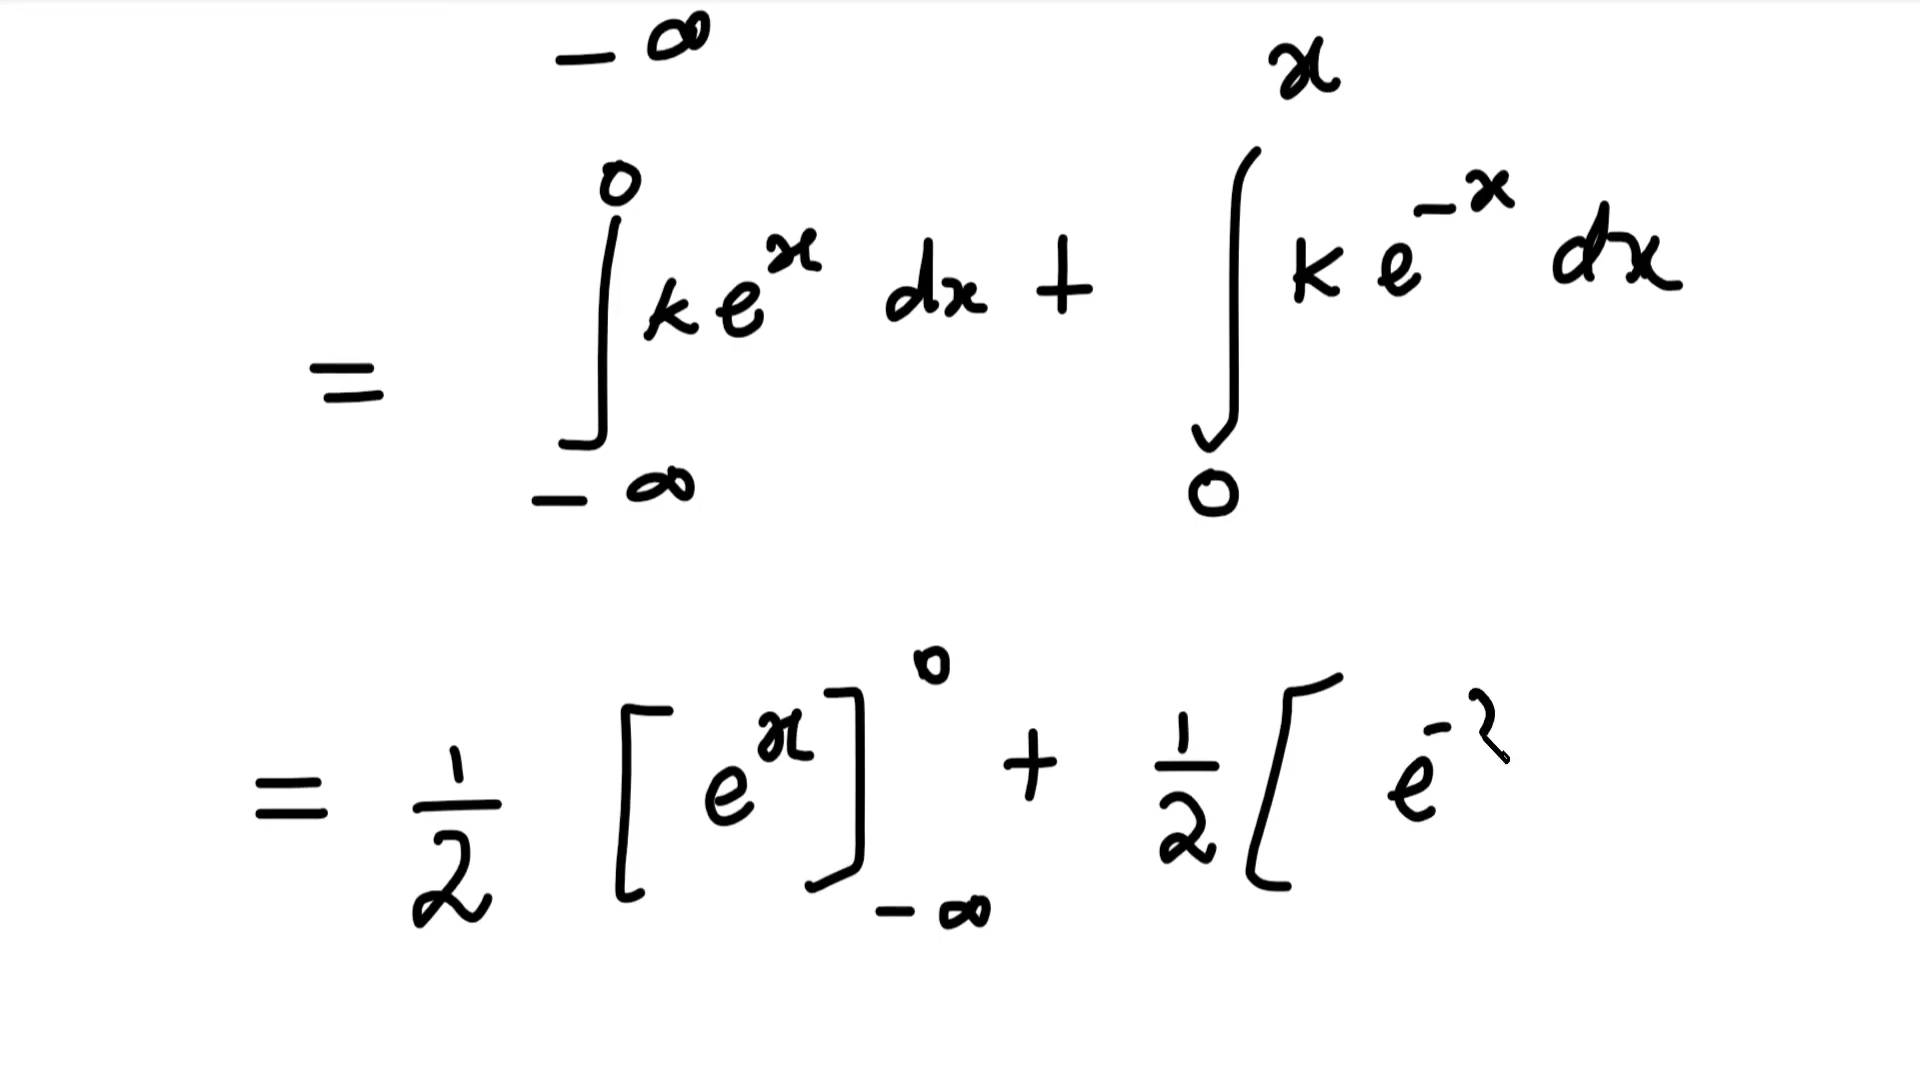 -∞ x
= ∫_{-∞}^{0} k e^x dx + ∫_{0}^{x} k e^{-x} dx
= 1/2 [e^x]_{-∞}^{0} + 1/2 [e^-